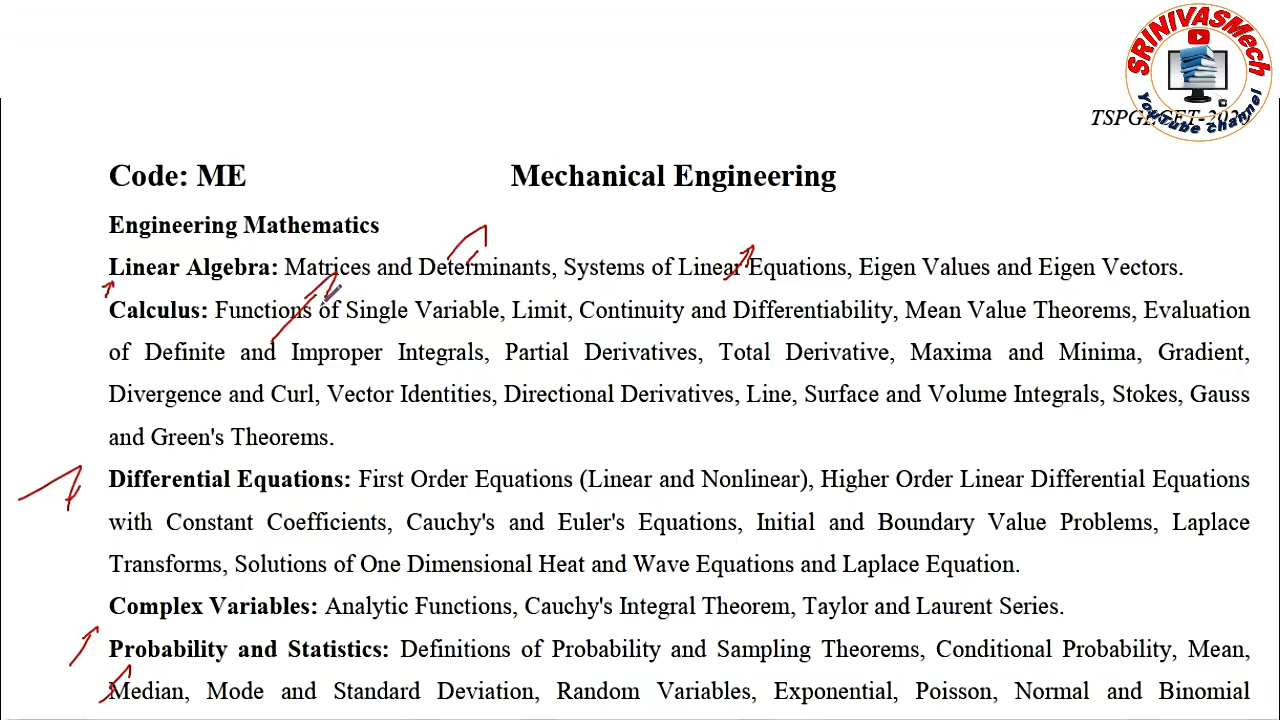 SRINIVASMech
YouTube channel
Code: ME Mechanical Engineering
Engineering Mathematics
Linear Algebra: Matrices and Determinants, Systems of Linear Equations, Eigen Values and Eigen Vectors.
Calculus: Functions of Single Variable, Limit, Continuity and Differentiability, Mean Value Theorems, Evaluation
of Definite and Improper Integrals, Partial Derivatives, Total Derivative, Maxima and Minima, Gradient,
Divergence and Curl, Vector Identities, Directional Derivatives, Line, Surface and Volume Integrals, Stokes, Gauss
and Green's Theorems.
Differential Equations: First Order Equations (Linear and Nonlinear), Higher Order Linear Differential Equations
with Constant Coefficients, Cauchy's and Euler's Equations, Initial and Boundary Value Problems, Laplace
Transforms, Solutions of One Dimensional Heat and Wave Equations and Laplace Equation.
Complex Variables: Analytic Functions, Cauchy's Integral Theorem, Taylor and Laurent Series.
Probability and Statistics: Definitions of Probability and Sampling Theorems, Conditional Probability, Mean,
Median, Mode and Standard Deviation, Random Variables, Exponential, Poisson, Normal and Binomial